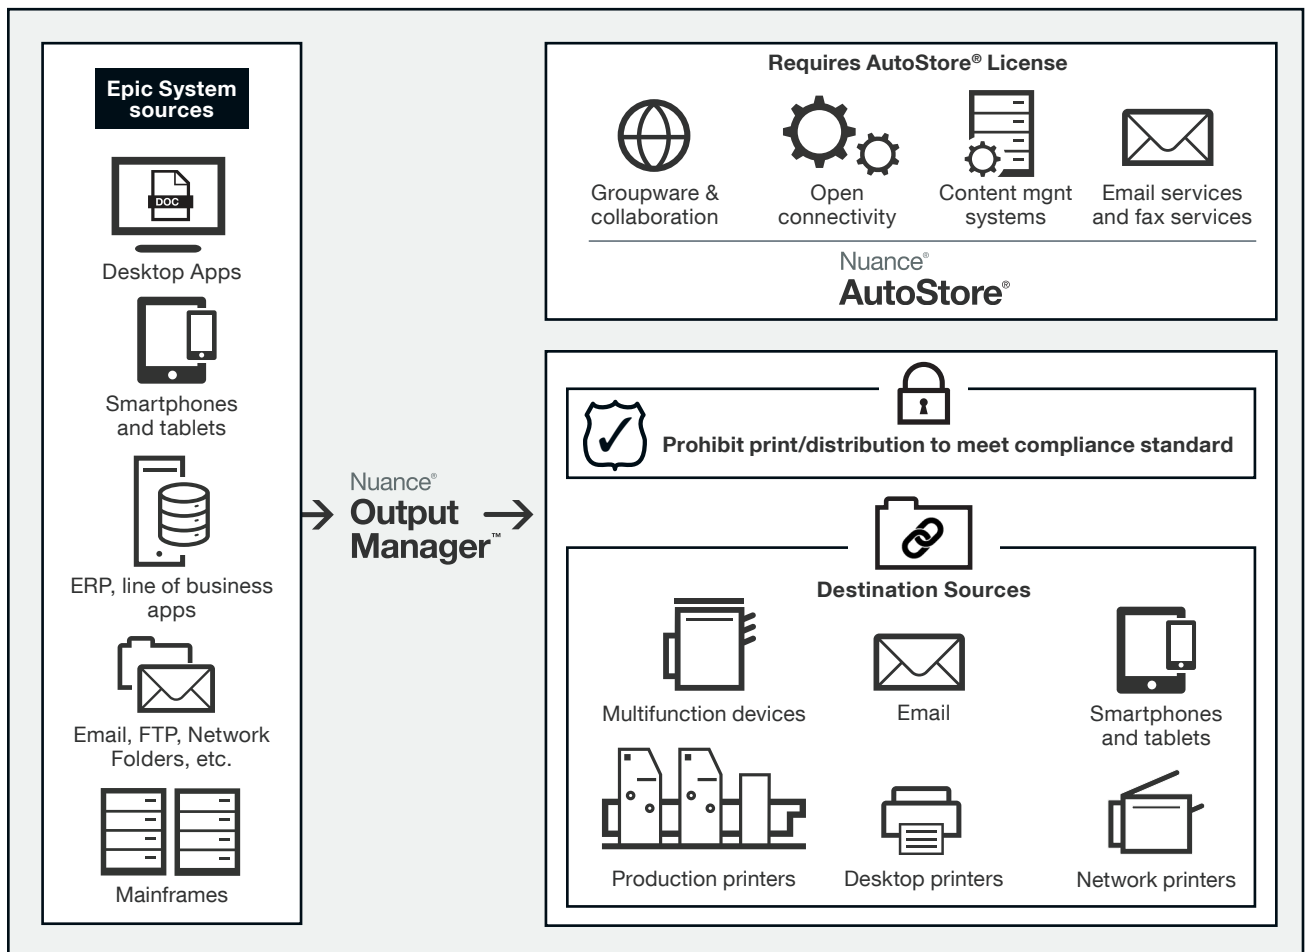 Epic System
sources
DOC
Desktop Apps
Smartphones
and tablets
ERP, line of business
apps
Email, FTP, Network
Folders, etc.
Mainframes
Nuance®
Output
Manager™
Requires AutoStore® License
Groupware &
collaboration
Open
connectivity
Content mgnt
systems
Email services
and fax services
Nuance®
AutoStore®
Prohibit print/distribution to meet compliance standard
Destination Sources
Multifunction devices
Email
Smartphones
and tablets
Production printers
Desktop printers
Network printers